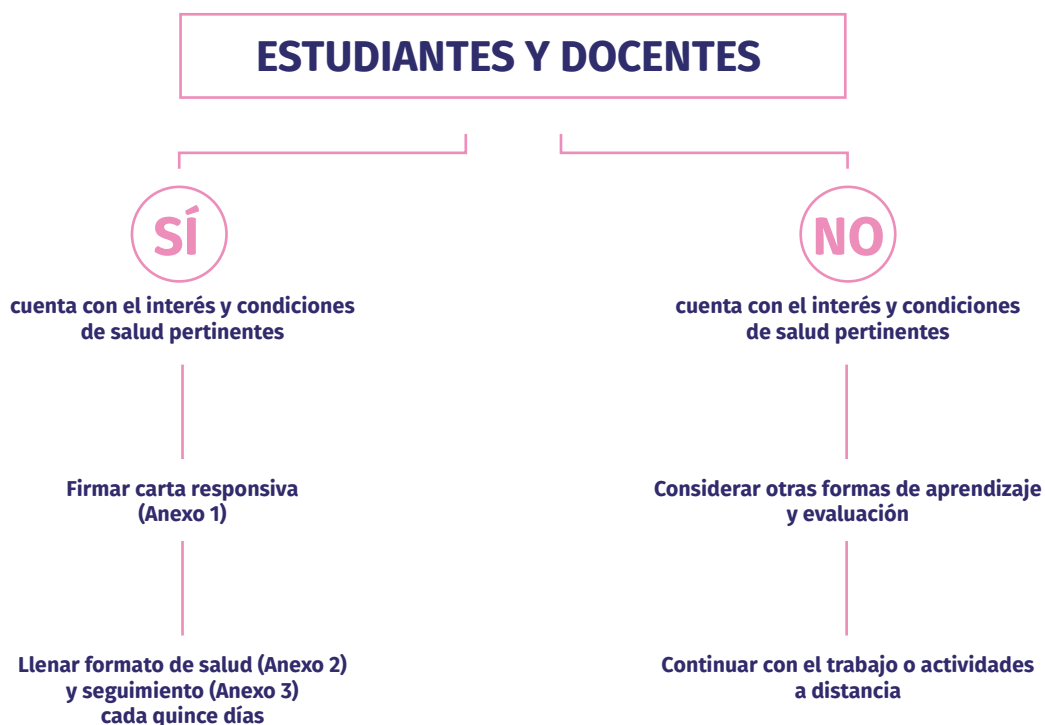 ESTUDIANTES Y DOCENTES
SÍ
cuenta con el interés y condiciones
de salud pertinentes
Firmar carta responsiva
(Anexo 1)
Llenar formato de salud (Anexo 2)
y seguimiento (Anexo 3)
cada quince días
NO
cuenta con el interés y condiciones
de salud pertinentes
Considerar otras formas de aprendizaje
y evaluación
Continuar con el trabajo o actividades
a distancia